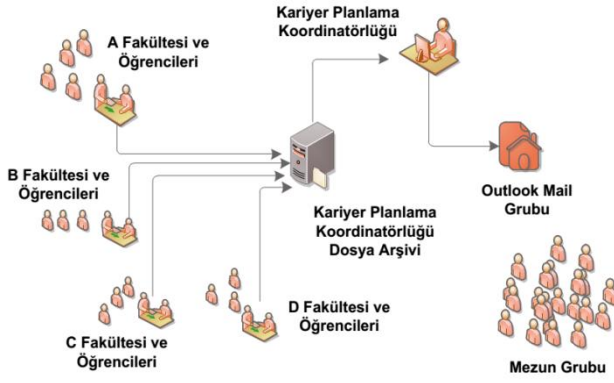 A Fakültesi ve
Öğrencileri
Kariyer Planlama
Koordinatörlüğü
B Fakültesi ve
Öğrencileri
Kariyer Planlama
Koordinatörlüğü
Dosya Arşivi
Outlook Mail
Grubu
C Fakültesi ve
Öğrencileri
D Fakültesi ve
Öğrencileri
Mezun Grubu